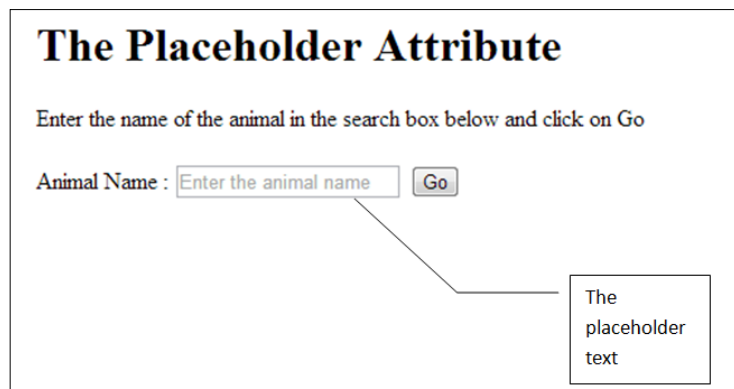 The Placeholder Attribute
Enter the name of the animal in the search box below and click on Go
Animal Name : Enter the animal name Go
The
placeholder
text